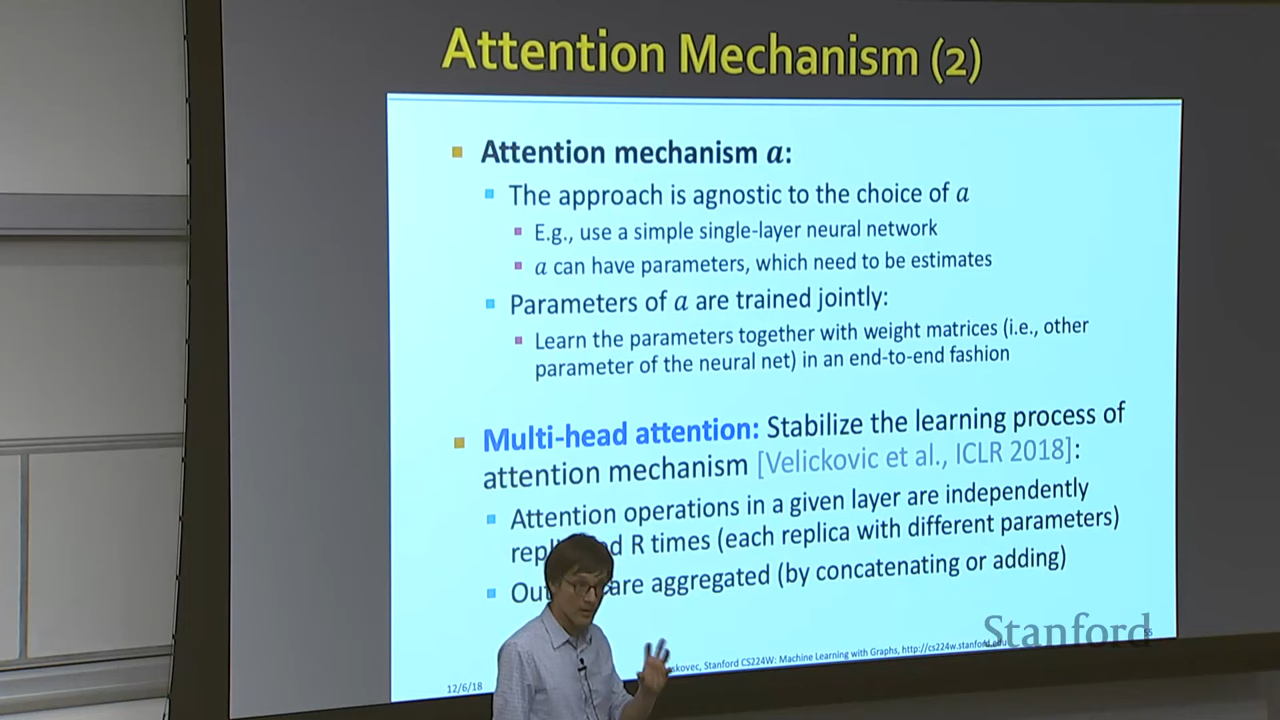 Attention Mechanism (2)
Attention mechanism a:
The approach is agnostic to the choice of a
E.g., use a simple single-layer neural network
a can have parameters, which need to be estimates
Parameters of a are trained jointly:
Learn the parameters together with weight matrices (i.e., other
parameter of the neural net) in an end-to-end fashion
Multi-head attention: Stabilize the learning process of
attention mechanism [Velickovic et al., ICLR 2018]:
Attention operations in a given layer are independently
R times (each replica with different parameters)
are aggregated (by concatenating or adding)
Stanford
skovec, Stanford CS224W: Machine Learning with Graphs, http://cs224w.stanford.edu
12/6/18